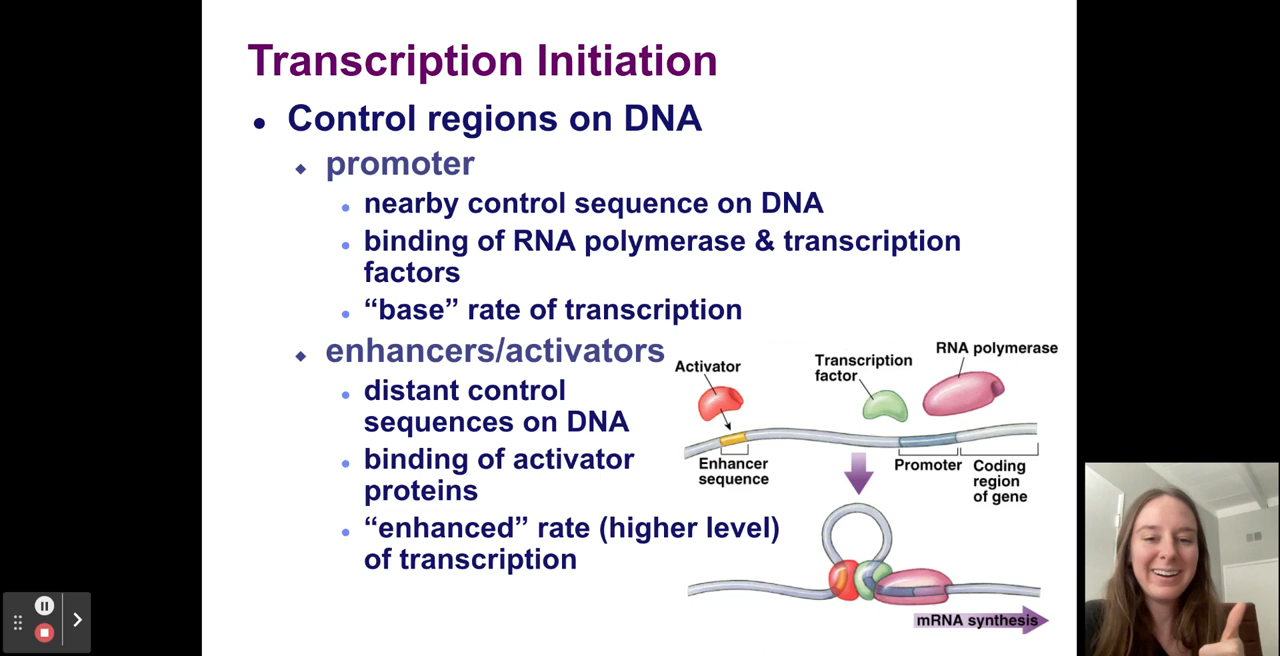 Transcription Initiation
Control regions on DNA
promoter
nearby control sequence on DNA
binding of RNA polymerase & transcription
factors
“base” rate of transcription
enhancers/activators
distant control
sequences on DNA
binding of activator
proteins
“enhanced” rate (higher level)
of transcription
Activator
Transcription
factor
RNA polymerase
Enhancer
sequence
Promoter
Coding
region
of gene
mRNA synthesis